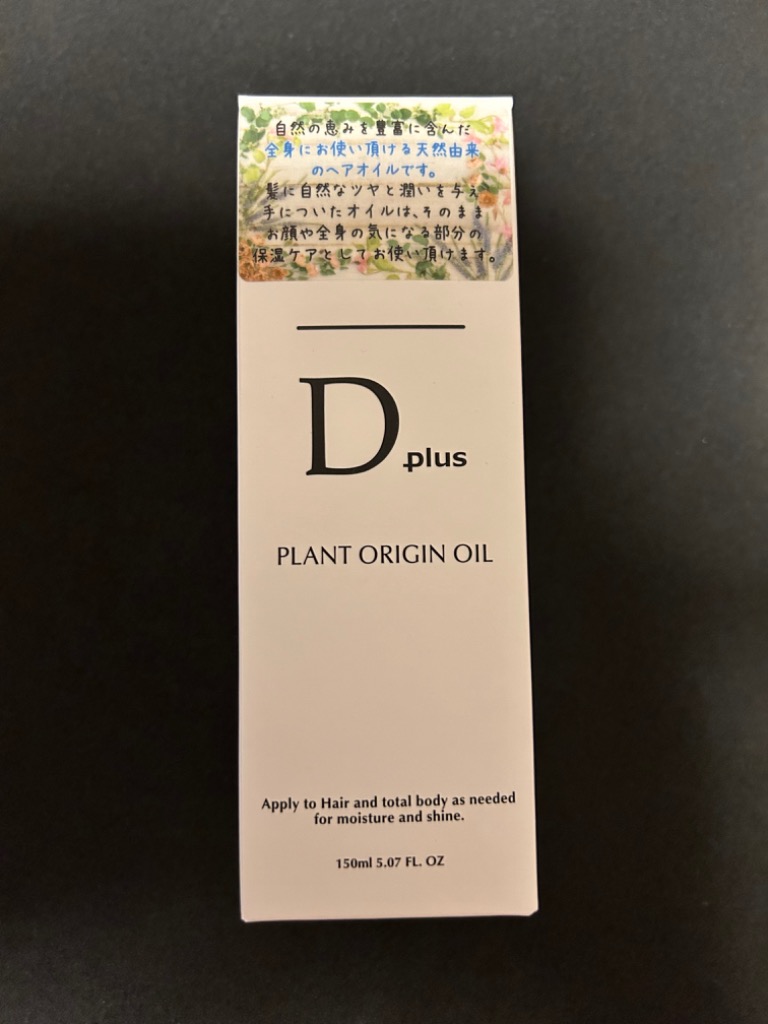 自然の恵みを豊富に含んだ
全身にお使い頂ける天然由来
のヘアオイルです。
髪に自然なツヤと潤いを与え
手についたオイルは、そのまま
お顔や全身の気になる部分の
保湿ケアとしてお使い頂けます。
D plus
PLANT ORIGIN OIL
Apply to Hair and total body as needed
for moisture and shine.
150ml 5.07 FL. OZ